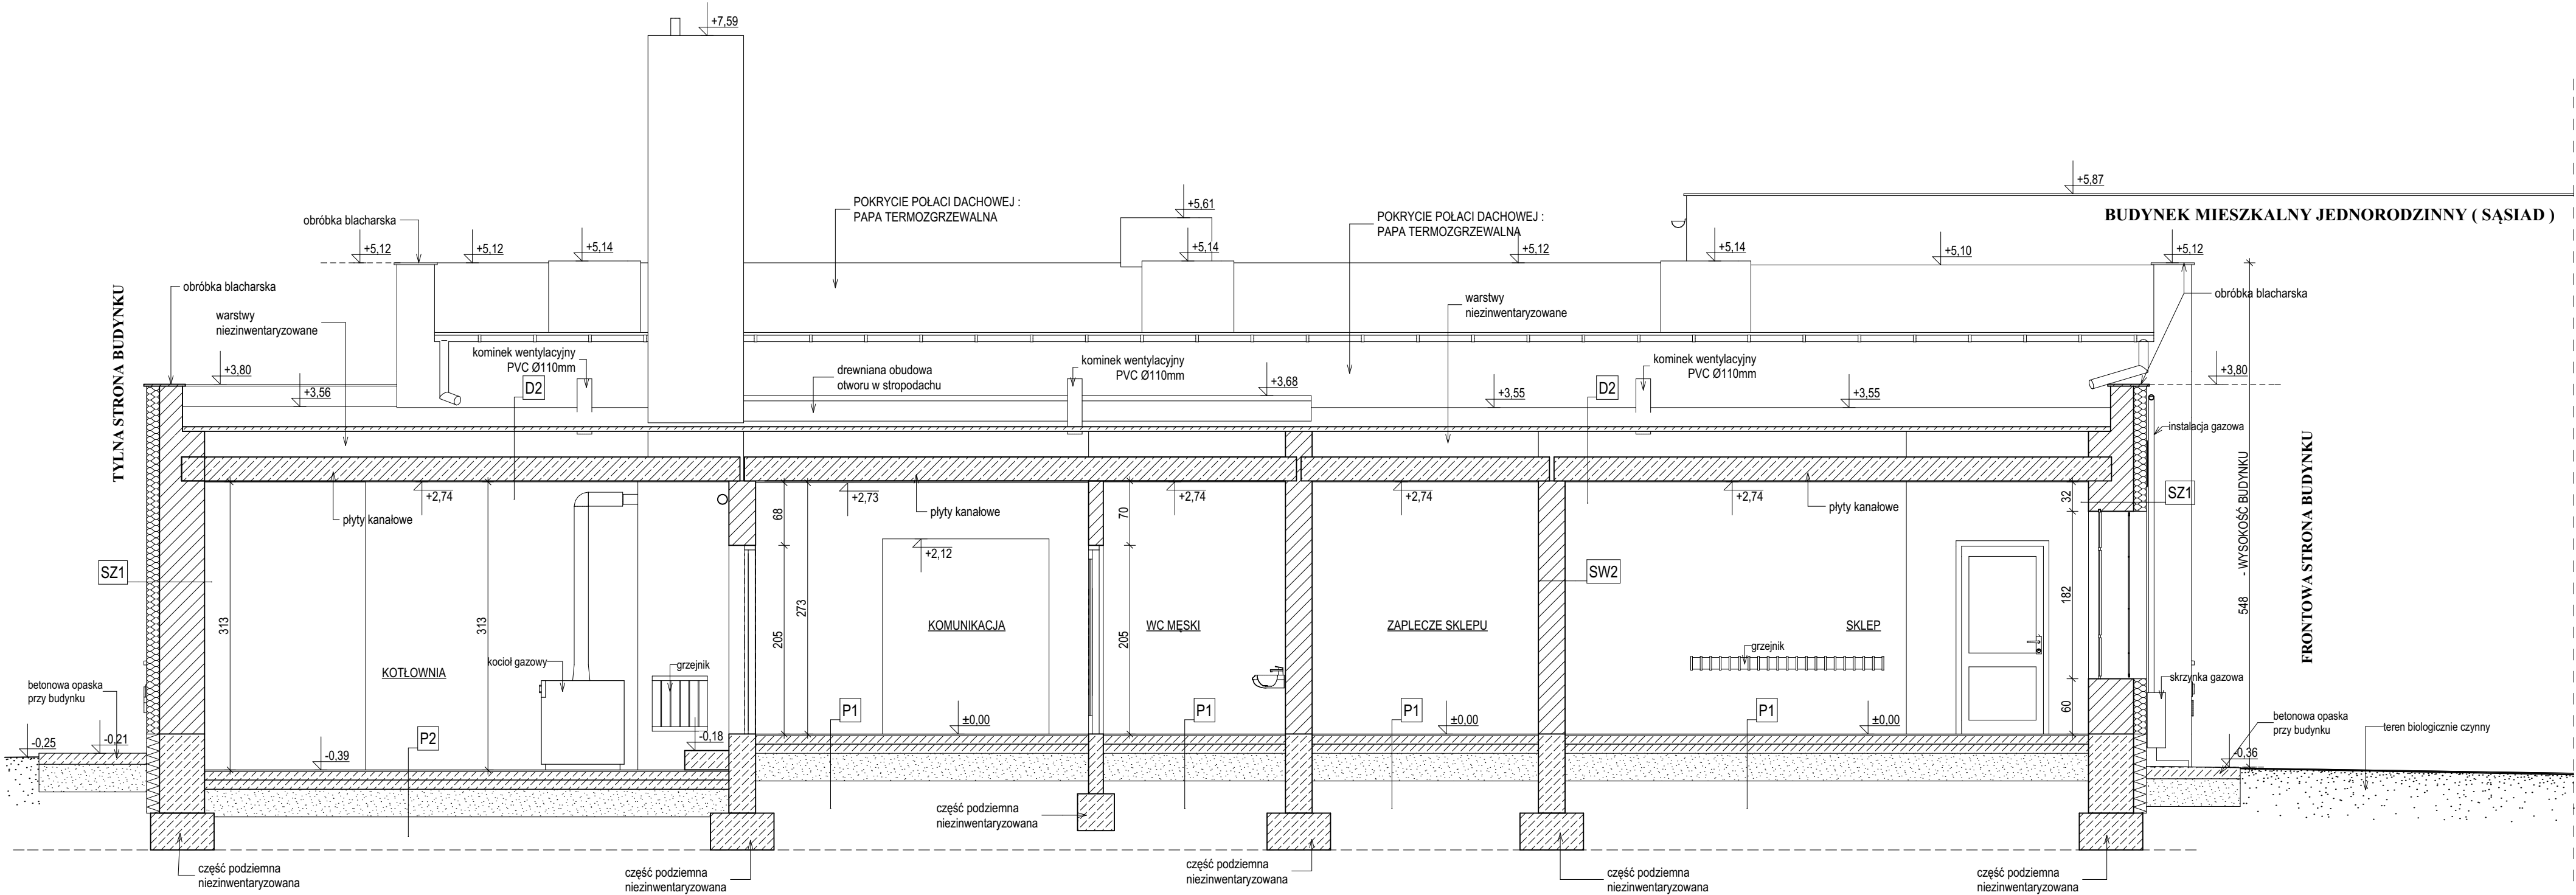 +7,59
+5,87
BUDYNEK MIESZKALNY JEDNORODZINNY ( SĄSIAD )
POKRYCIE POŁACI DACHOWEJ :
PAPA TERMOZGRZEWALNA
+5,61
POKRYCIE POŁACI DACHOWEJ :
PAPA TERMOZGRZEWALNA
obróbka blacharska
+5,12
+5,12
+5,14
+5,14
+5,12
+5,14
+5,10
+5,12
obróbka blacharska
obróbka blacharska
TYLNA STRONA BUDYNKU
warstwy
niezinwentaryzowane
warstwy
niezinwentaryzowane
kominek wentylacyjny
PVC Ø110mm
kominek wentylacyjny
PVC Ø110mm
kominek wentylacyjny
PVC Ø110mm
drewniana obudowa
otworu w stropodachu
+3,80
+3,56
D2
+3,68
+3,55
D2
+3,55
+3,80
instalacja gazowa
548 - WYSOKOŚĆ BUDYNKU
FRONTOWA STRONA BUDYNKU
płyty kanałowe
+2,74
+2,73
płyty kanałowe
+2,74
+2,74
+2,74
płyty kanałowe
SZ1
32
68
70
+2,12
SZ1
SW2
313
313
205
273
205
182
60
KOTŁOWNIA
KOMUNIKACJA
WC MĘSKI
ZAPLECZE SKLEPU
SKLEP
kocioł gazowy
grzejnik
grzejnik
skrzynka gazowa
betonowa opaska
przy budynku
betonowa opaska
przy budynku
teren biologicznie czynny
P2
P1
P1
P1
P1
-0,25
-0,21
-0,39
-0,18
±0,00
±0,00
±0,00
-0,36
część podziemna
niezinwentaryzowana
część podziemna
niezinwentaryzowana
część podziemna
niezinwentaryzowana
część podziemna
niezinwentaryzowana
część podziemna
niezinwentaryzowana
część podziemna
niezinwentaryzowana